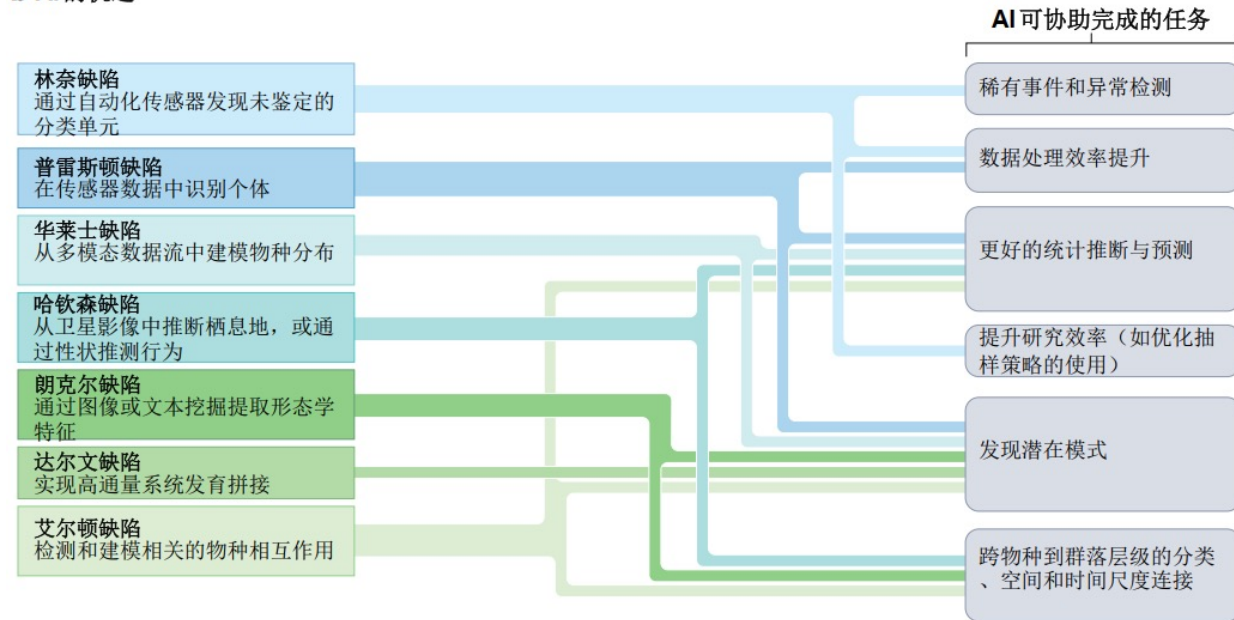 AI 可协助完成的任务
林奈缺陷
通过自动化传感器发现未鉴定的
分类单元
普雷斯顿缺陷
在传感器数据中识别个体
华莱士缺陷
从多模态数据流中建模物种分布
哈钦森缺陷
从卫星影像中推断栖息地，或通
过性状推测行为
朗克尔缺陷
通过图像或文本挖掘提取形态学
特征
达尔文缺陷
实现高通量系统发育拼接
艾尔顿缺陷
检测和建模相关的物种相互作用
稀有事件和异常检测
数据处理效率提升
更好的统计推断与预测
提升研究效率（如优化抽
样策略的使用）
发现潜在模式
跨物种到群落层级的分类
、空间和时间尺度连接